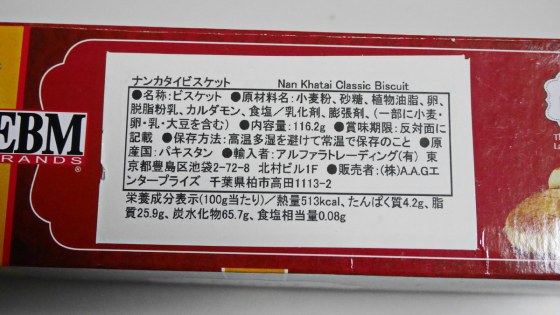 ナンカタイビスケット Nan Khatai Classic Biscuit
●名称:ビスケット ●原材料名:小麦粉、砂糖、植物油脂、卵、
脱脂粉乳、カルダモン、食塩/乳化剤、膨張剤、(一部に小麦・
卵・乳・大豆を含む) ●内容量:116.2g ●賞味期限:反対面に
記載 ●保存方法:高温多湿を避けて常温で保存のこと ●原
産国:パキスタン ●輸入者:アルファラトレーディング(有) 東
京都豊島区池袋2-72-8 北村ビル1F ●販売者:(株)A.A.Gエ
ンタープライズ 千葉県柏市高田1113-2
栄養成分表示(100g当たり)/熱量513kcal、たんぱく質4.2g、脂
質25.9g、炭水化物65.7g、食塩相当量0.08g
EBM
BRANDS®